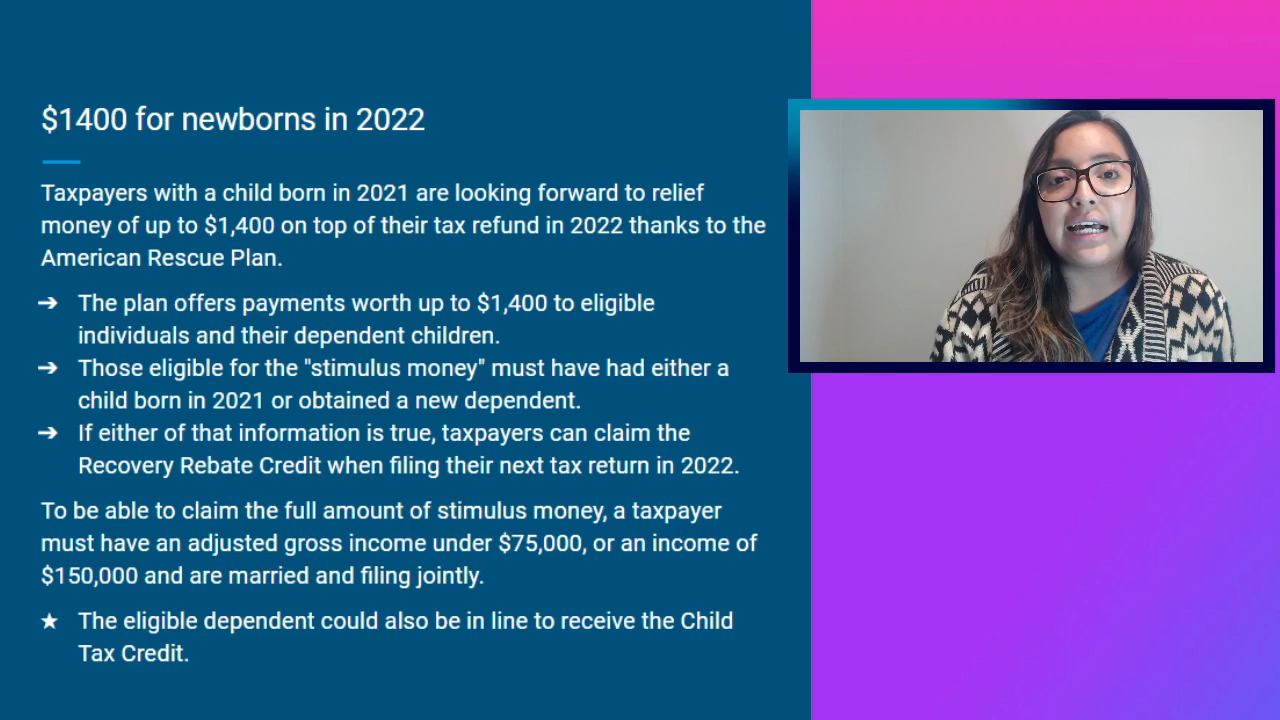 $1400 for newborns in 2022
Taxpayers with a child born in 2021 are looking forward to relief
money of up to $1,400 on top of their tax refund in 2022 thanks to the
American Rescue Plan.
➔ The plan offers payments worth up to $1,400 to eligible
individuals and their dependent children.
➔ Those eligible for the "stimulus money" must have had either a
child born in 2021 or obtained a new dependent.
➔ If either of that information is true, taxpayers can claim the
Recovery Rebate Credit when filing their next tax return in 2022.
To be able to claim the full amount of stimulus money, a taxpayer
must have an adjusted gross income under $75,000, or an income of
$150,000 and are married and filing jointly.
★ The eligible dependent could also be in line to receive the Child
Tax Credit.